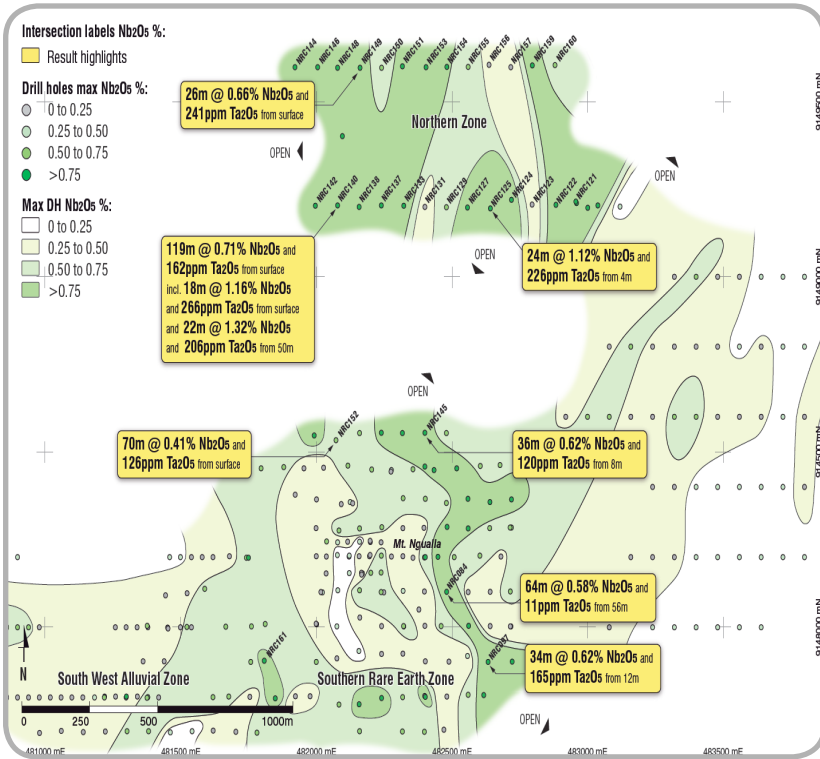 Intersection labels Nb2O5 %:
Result highlights
Drill holes max Nb2O5 %:
0 to 0.25
0.25 to 0.50
0.50 to 0.75
>0.75
Max DH Nb2O5 %:
0 to 0.25
0.25 to 0.50
0.50 to 0.75
>0.75
NRC144
NRC146
NRC148
NRC149
NRC150
NRC151
NRC153
NRC154
NRC155
NRC156
NRC157
NRC159
NRC160
26m @ 0.66% Nb2O5 and
241ppm Ta2O5 from surface
Northern Zone
OPEN
OPEN
NRC142
NRC140
NRC138
NRC137
NRC133
NRC131
NRC129
NRC127
NRC125
NRC124
NRC123
NRC122
NRC121
119m @ 0.71% Nb2O5 and
162ppm Ta2O5 from surface
incl. 18m @ 1.16% Nb2O5
and 266ppm Ta2O5 from surface
and 22m @ 1.32% Nb2O5
and 206ppm Ta2O5 from 50m
OPEN
24m @ 1.12% Nb2O5 and
226ppm Ta2O5 from 4m
9149000 mN
OPEN
NRC152
NRC145
70m @ 0.41% Nb2O5 and
126ppm Ta2O5 from surface
36m @ 0.62% Nb2O5 and
120ppm Ta2O5 from 8m
Mt. Ngualla
NRC084
64m @ 0.58% Nb2O5 and
11ppm Ta2O5 from 56m
9148000 mN
NRC161
NRC097
34m @ 0.62% Nb2O5 and
165ppm Ta2O5 from 12m
N
South West Alluvial Zone
Southern Rare Earth Zone
0 250 500 1000m
OPEN
481000 mE 481500 mE 482000 mE 482500 mE 483000 mE 483500 mE